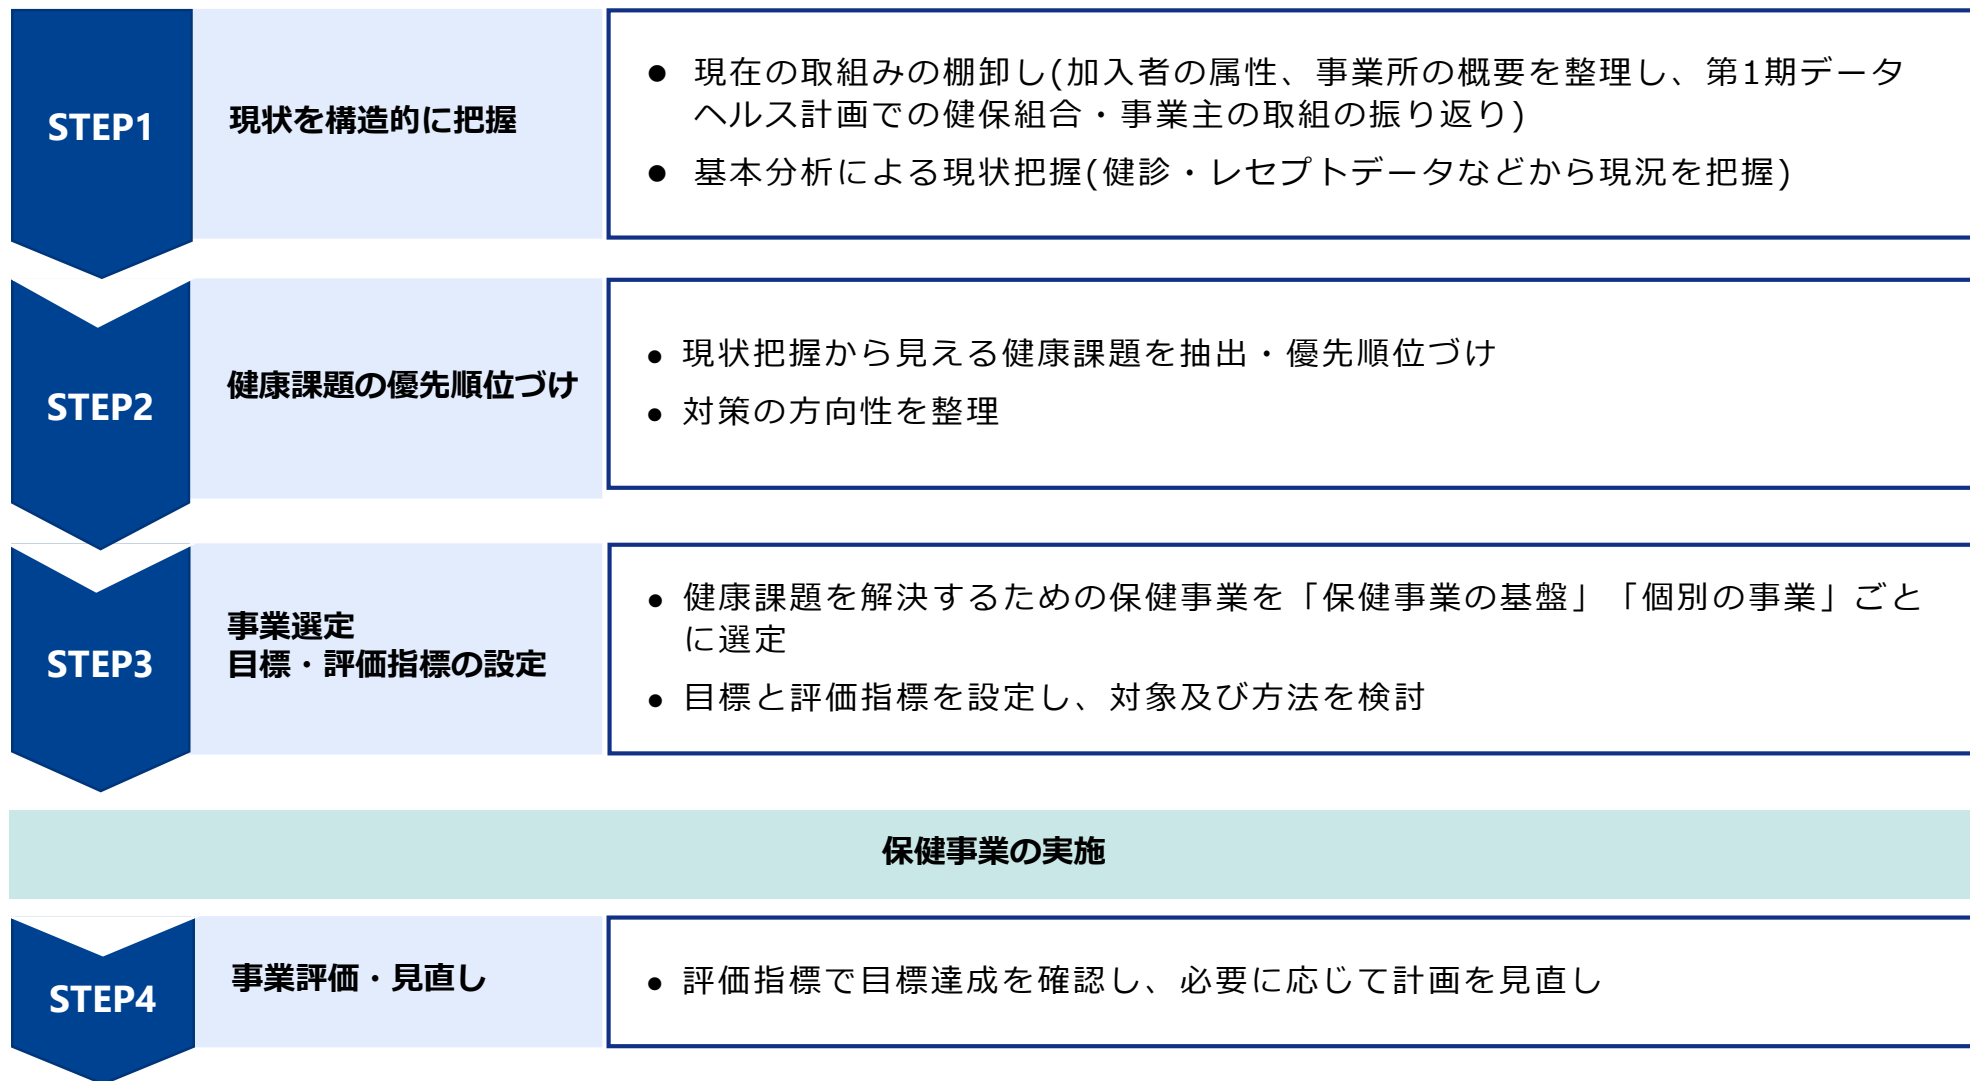 STEP1
現状を構造的に把握
● 現在の取組みの棚卸し(加入者の属性、事業所の概要を整理し、第1期データ
ヘルス計画での健保組合・事業主の取組の振り返り)
● 基本分析による現状把握(健診・レセプトデータなどから現況を把握)
STEP2
健康課題の優先順位づけ
● 現状把握から見える健康課題を抽出・優先順位づけ
● 対策の方向性を整理
STEP3
事業選定
目標・評価指標の設定
● 健康課題を解決するための保健事業を「保健事業の基盤」「個別の事業」ごと
に選定
● 目標と評価指標を設定し、対象及び方法を検討
保健事業の実施
STEP4
事業評価・見直し
● 評価指標で目標達成を確認し、必要に応じて計画を見直し